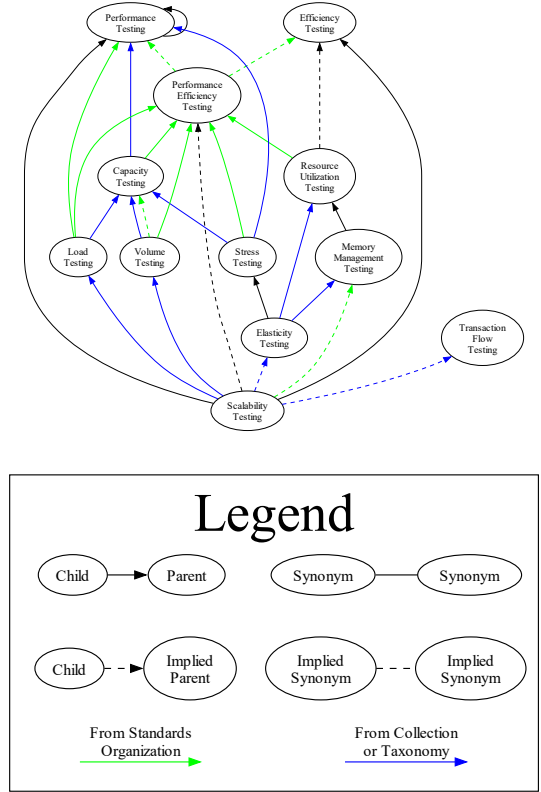 Performance
Testing
Efficiency
Testing
Performance
Efficiency
Testing
Capacity
Testing
Resource
Utilization
Testing
Load
Testing
Volume
Testing
Stress
Testing
Memory
Management
Testing
Elasticity
Testing
Transaction
Flow
Testing
Scalability
Testing
Legend
Child
Parent
Synonym
Synonym
Child
Implied
Parent
Implied
Synonym
Implied
Synonym
From Standards
Organization
From Collection
or Taxonomy